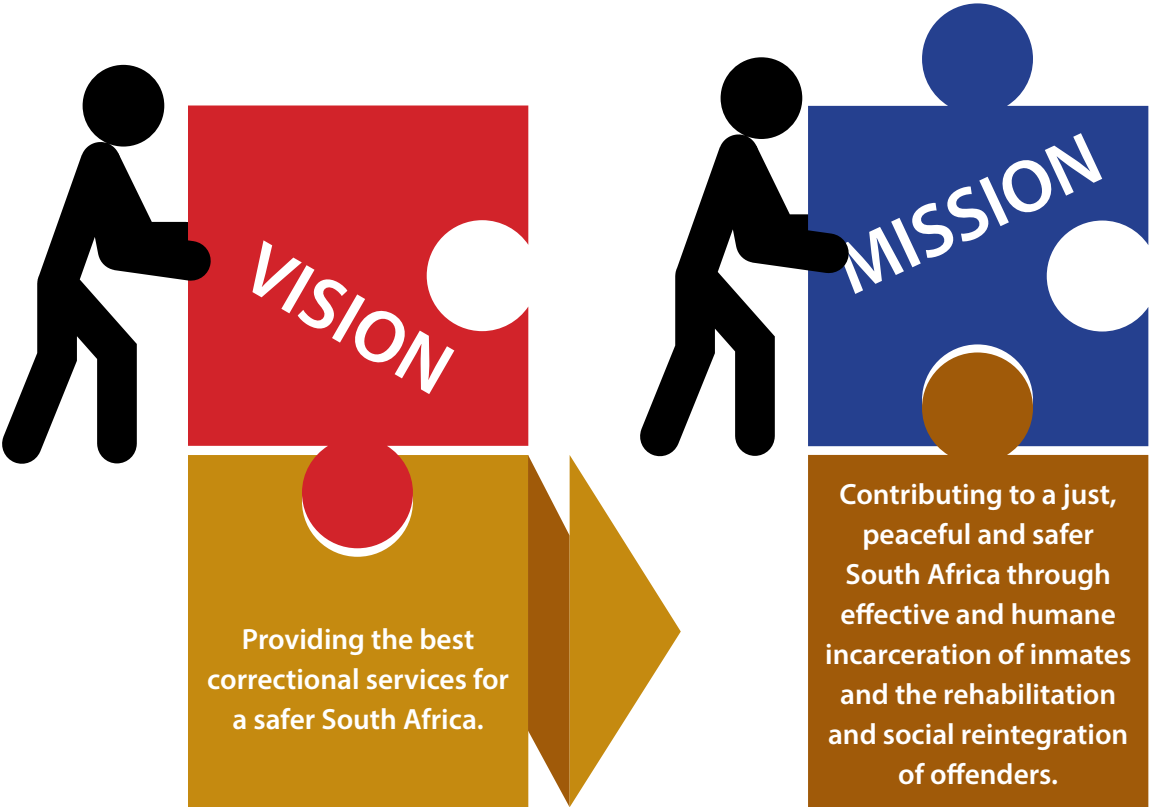 VISION
Providing the best
correctional services for
a safer South Africa.
MISSION
Contributing to a just,
peaceful and safer
South Africa through
effective and humane
incarceration of inmates
and the rehabilitation
and social reintegration
of offenders.